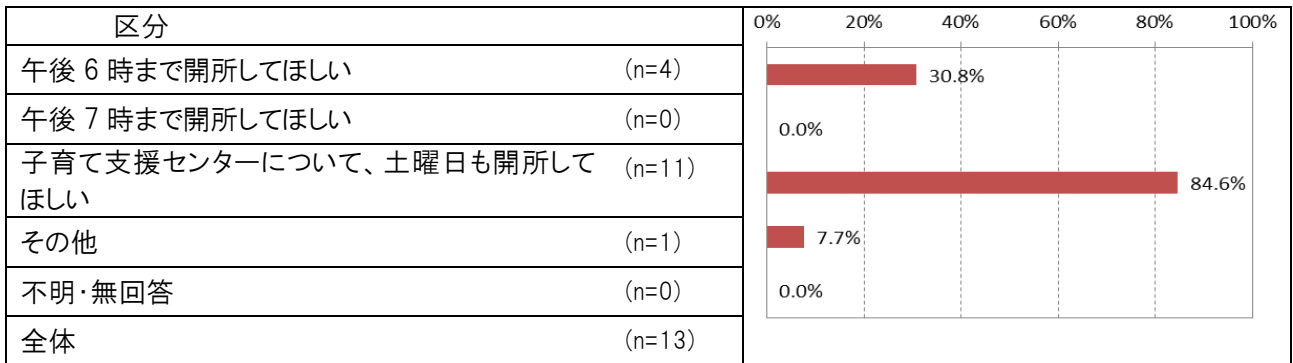 区分
0% 20% 40% 60% 80% 100%
午後 6 時まで開所してほしい (n=4)
30.8%
午後 7 時まで開所してほしい (n=0)
0.0%
子育て支援センターについて、土曜日も開所して (n=11)
ほしい
84.6%
その他 (n=1)
7.7%
不明・無回答 (n=0)
0.0%
全体 (n=13)